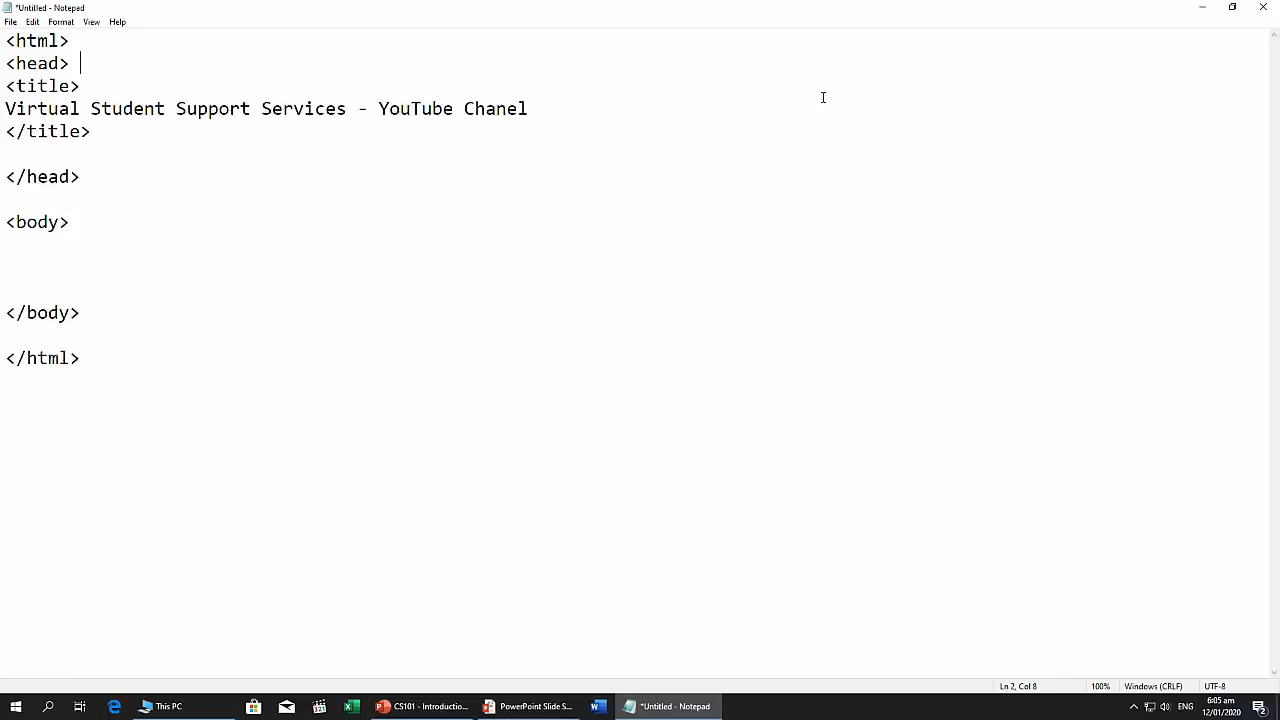 *Untitled - Notepad
File Edit Format View Help
<html>
<head>
<title>
Virtual Student Support Services - YouTube Chanel
</title>
</head>
<body>
</body>
</html>
Ln 2, Col 8 100% Windows (CRLF) UTF-8
This PC CS101 - Introductio... PowerPoint Slide S... *Untitled - Notepad ENG 6:05 am
12/01/2020 2